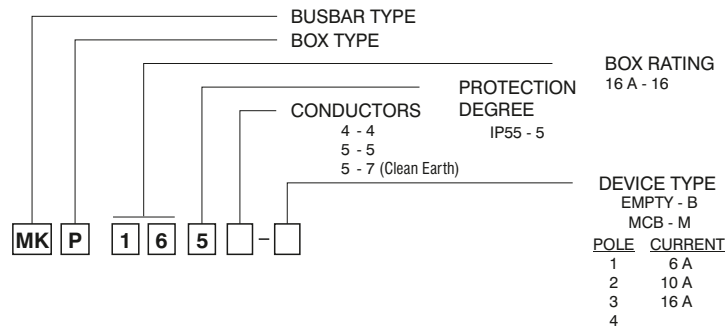 BUSBAR TYPE
BOX TYPE
BOX RATING
16 A - 16
PROTECTION
DEGREE
IP55 - 5
CONDUCTORS
4 - 4
5 - 5
5 - 7 (Clean Earth)
DEVICE TYPE
EMPTY - B
MCB - M
POLE CURRENT
1 6 A
2 10 A
3 16 A
4
MK P 1 6 5 -